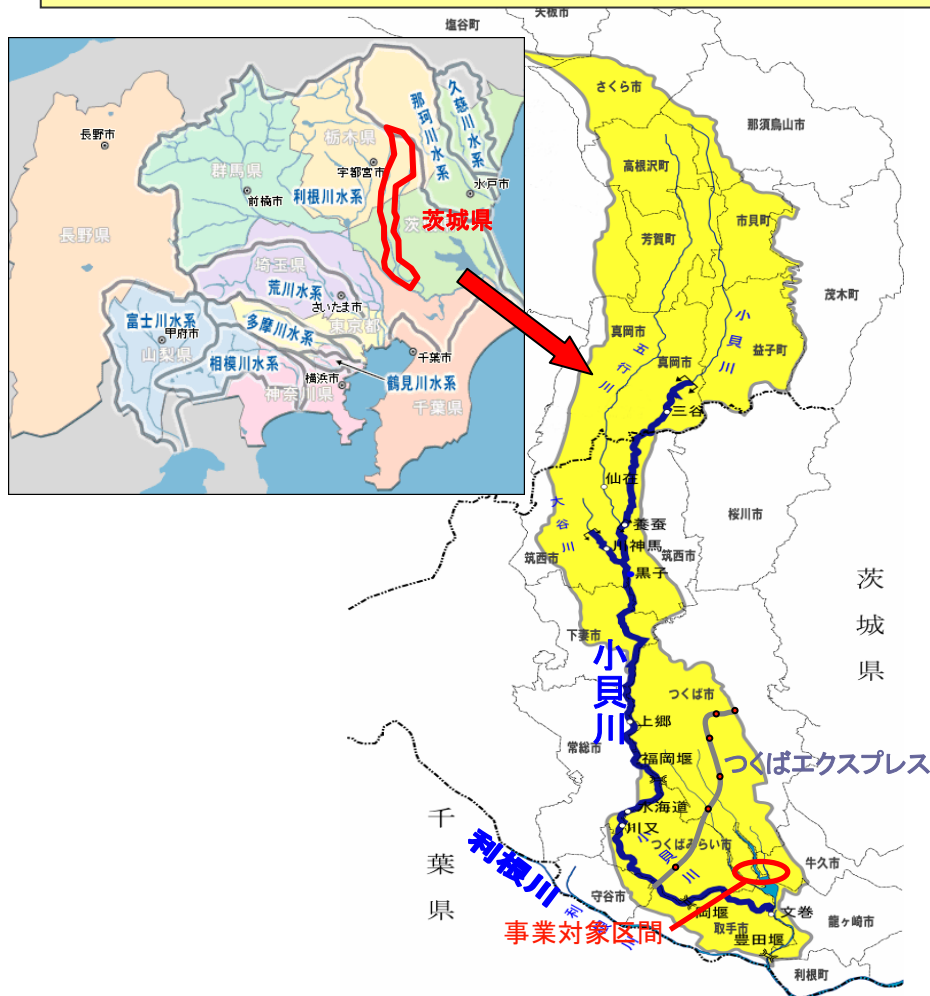 塩谷町
矢板市
さくら市
那須烏山市
高根沢町
市貝町
芳賀町
茂木町
真岡市
五行川
真岡市
小貝川
益子町
三谷
仙在
大谷川
養蚕
桜川市
川神馬
筑西市
筑西市
黒子
茨城県
下妻市
小貝川
つくば市
上郷
常総市
福岡堰
つくばエクスプレス
水海道
川又
つくばみらい市
小貝川
千葉県
利根川
牛久市
守谷市
利根川
岡堰
文巻
取手市
龍ヶ崎市
事業対象区間
豊田堰
利根町
長野市
群馬県
栃木県
那珂川水系
久慈川水系
宇都宮市
水戸市
前橋市
利根川水系
茨
茨城県
長野県
埼玉県
荒川水系
さいたま市
富士川水系
多摩川水系
東京都
甲府市
千葉市
山梨県
相模川水系
横浜市
鶴見川水系
神奈川県
千葉県